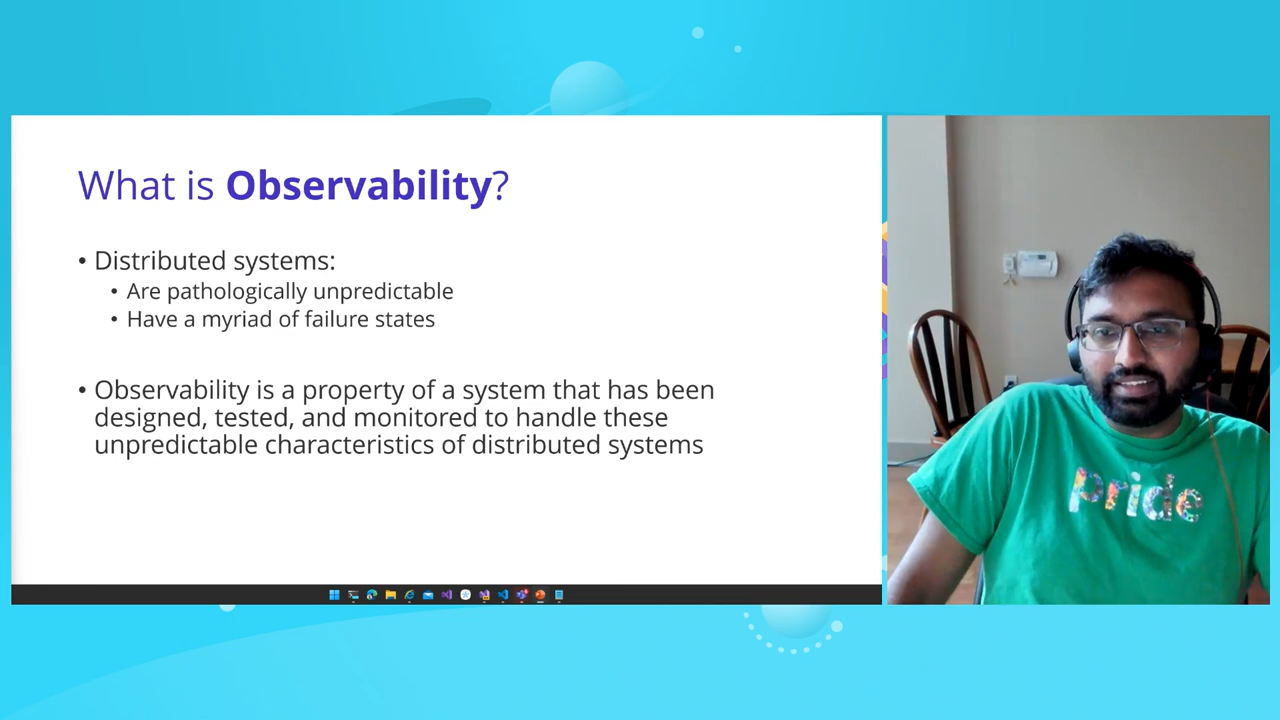 What is Observability?
• Distributed systems:
• Are pathologically unpredictable
• Have a myriad of failure states
• Observability is a property of a system that has been
designed, tested, and monitored to handle these
unpredictable characteristics of distributed systems
pride